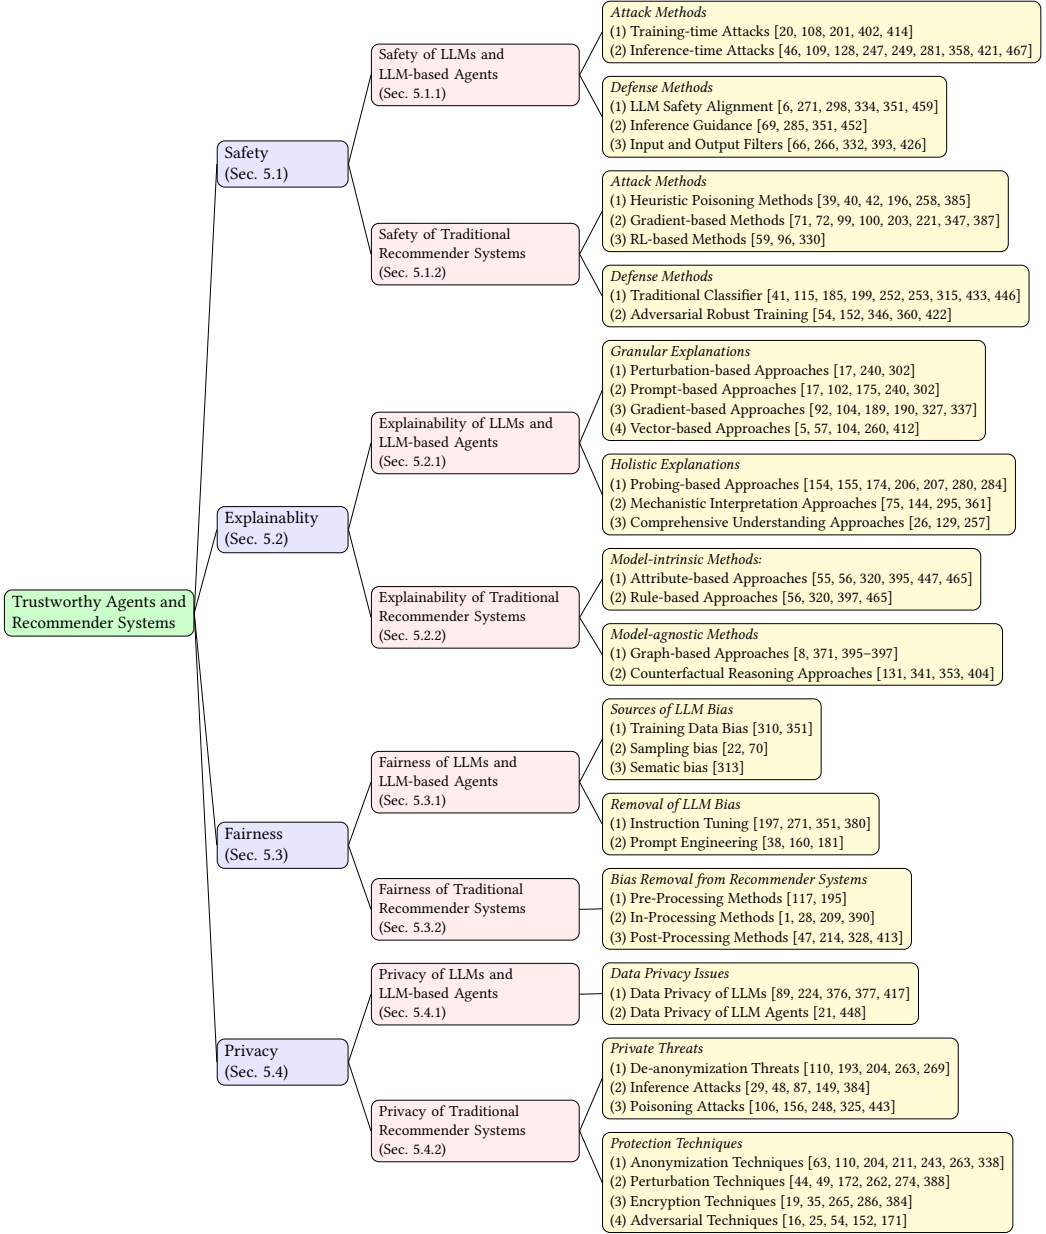 Trustworthy Agents and
Recommender Systems
Safety
(Sec. 5.1)
Safety of LLMs and
LLM-based Agents
(Sec. 5.1.1)
Attack Methods
(1) Training-time Attacks [20, 108, 201, 402, 414]
(2) Inference-time Attacks [46, 109, 128, 247, 249, 281, 358, 421, 467]
Defense Methods
(1) LLM Safety Alignment [6, 271, 298, 334, 351, 459]
(2) Inference Guidance [69, 285, 351, 452]
(3) Input and Output Filters [66, 266, 332, 393, 426]
Safety of Traditional
Recommender Systems
(Sec. 5.1.2)
Attack Methods
(1) Heuristic Poisoning Methods [39, 40, 42, 196, 258, 385]
(2) Gradient-based Methods [71, 72, 99, 100, 203, 221, 347, 387]
(3) RL-based Methods [59, 96, 330]
Defense Methods
(1) Traditional Classifier [41, 115, 185, 199, 252, 253, 315, 433, 446]
(2) Adversarial Robust Training [54, 152, 346, 360, 422]
Explainablity
(Sec. 5.2)
Explainability of LLMs and
LLM-based Agents
(Sec. 5.2.1)
Granular Explanations
(1) Perturbation-based Approaches [17, 240, 302]
(2) Prompt-based Approaches [17, 102, 175, 240, 302]
(3) Gradient-based Approaches [92, 104, 189, 190, 327, 337]
(4) Vector-based Approaches [5, 57, 104, 260, 412]
Holistic Explanations
(1) Probing-based Approaches [154, 155, 174, 206, 207, 280, 284]
(2) Mechanistic Interpretation Approaches [75, 144, 295, 361]
(3) Comprehensive Understanding Approaches [26, 129, 257]
Explainability of Traditional
Recommender Systems
(Sec. 5.2.2)
Model-intrinsic Methods:
(1) Attribute-based Approaches [55, 56, 320, 395, 447, 465]
(2) Rule-based Approaches [56, 320, 397, 465]
Model-agnostic Methods
(1) Graph-based Approaches [8, 371, 395–397]
(2) Counterfactual Reasoning Approaches [131, 341, 353, 404]
Fairness
(Sec. 5.3)
Fairness of LLMs and
LLM-based Agents
(Sec. 5.3.1)
Sources of LLM Bias
(1) Training Data Bias [310, 351]
(2) Sampling bias [22, 70]
(3) Sematic bias [313]
Removal of LLM Bias
(1) Instruction Tuning [197, 271, 351, 380]
(2) Prompt Engineering [38, 160, 181]
Fairness of Traditional
Recommender Systems
(Sec. 5.3.2)
Bias Removal from Recommender Systems
(1) Pre-Processing Methods [117, 195]
(2) In-Processing Methods [1, 28, 209, 390]
(3) Post-Processing Methods [47, 214, 328, 413]
Privacy
(Sec. 5.4)
Privacy of LLMs and
LLM-based Agents
(Sec. 5.4.1)
Data Privacy Issues
(1) Data Privacy of LLMs [89, 224, 376, 377, 417]
(2) Data Privacy of LLM Agents [21, 448]
Privacy of Traditional
Recommender Systems
(Sec. 5.4.2)
Private Threats
(1) De-anonymization Threats [110, 193, 204, 263, 269]
(2) Inference Attacks [29, 48, 87, 149, 384]
(3) Poisoning Attacks [106, 156, 248, 325, 443]
Protection Techniques
(1) Anonymization Techniques [63, 110, 204, 211, 243, 263, 338]
(2) Perturbation Techniques [44, 49, 172, 262, 274, 388]
(3) Encryption Techniques [19, 35, 265, 286, 384]
(4) Adversarial Techniques [16, 25, 54, 152, 171]